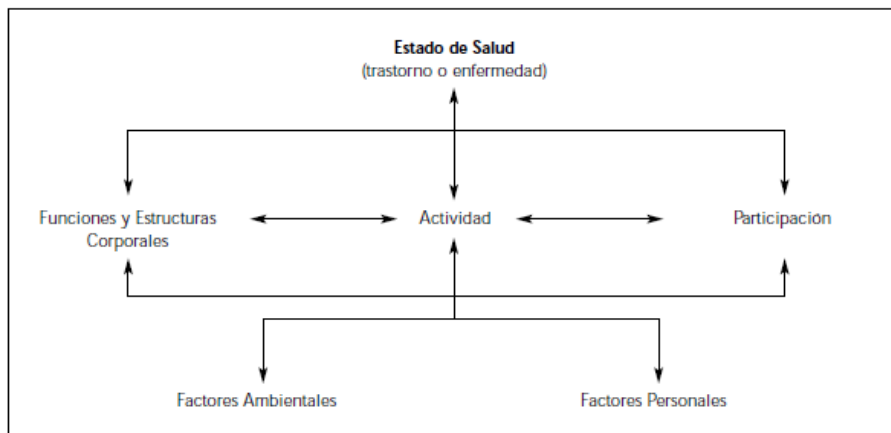 Estado de Salud
(trastorno o enfermedad)
Funciones y Estructuras
Corporales
Actividad
Participación
Factores Ambientales
Factores Personales